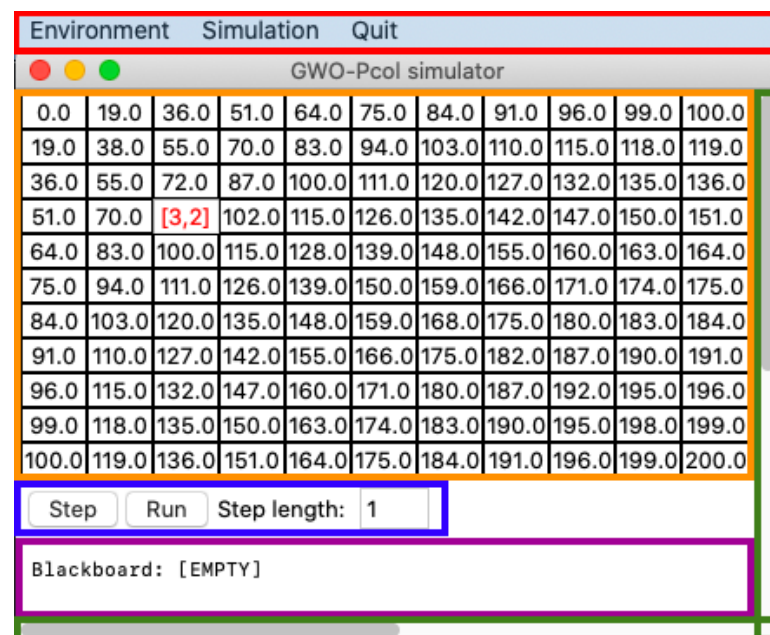 Environment Simulation Quit
GWO-Pcol simulator
0.0 19.0 36.0 51.0 64.0 75.0 84.0 91.0 96.0 99.0 100.0
19.0 38.0 55.0 70.0 83.0 94.0 103.0 110.0 115.0 118.0 119.0
36.0 55.0 72.0 87.0 100.0 111.0 120.0 127.0 132.0 135.0 136.0
51.0 70.0 [3,2] 102.0 115.0 126.0 135.0 142.0 147.0 150.0 151.0
64.0 83.0 100.0 115.0 128.0 139.0 148.0 155.0 160.0 163.0 164.0
75.0 94.0 111.0 126.0 139.0 150.0 159.0 166.0 171.0 174.0 175.0
84.0 103.0 120.0 135.0 148.0 159.0 168.0 175.0 180.0 183.0 184.0
91.0 110.0 127.0 142.0 155.0 166.0 175.0 182.0 187.0 190.0 191.0
96.0 115.0 132.0 147.0 160.0 171.0 180.0 187.0 192.0 195.0 196.0
99.0 118.0 135.0 150.0 163.0 174.0 183.0 190.0 195.0 198.0 199.0
100.0 119.0 136.0 151.0 164.0 175.0 184.0 191.0 196.0 199.0 200.0
Step Run Step length: 1
Blackboard: [EMPTY]